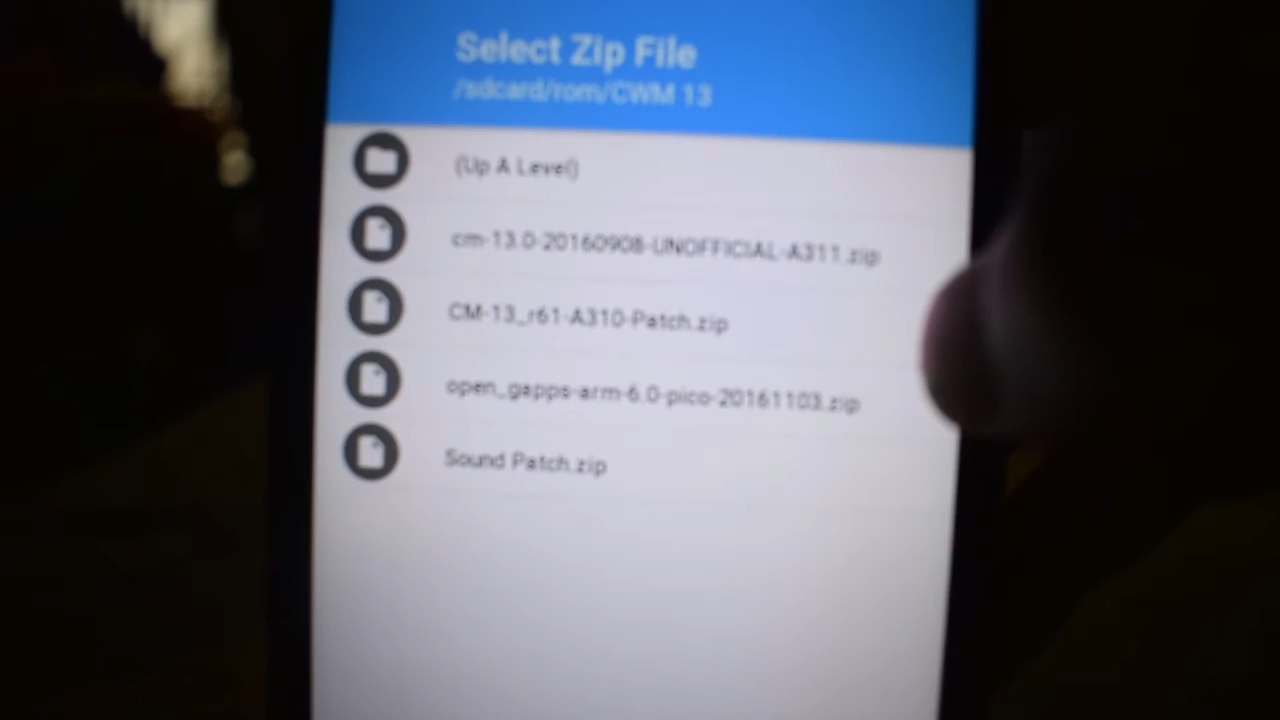 Select Zip File
/sdcard/rom/CWM 13
(Up A Level)
cm-13.0-20160908-UNOFFICIAL-A311.zip
CM-13_r61-A310-Patch.zip
open_gapps-arm-6.0-pico-20161103.zip
Sound Patch.zip